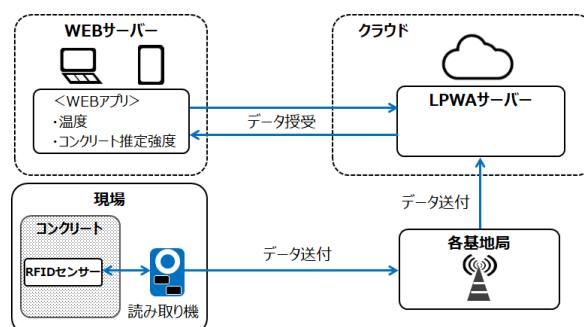 WEBサーバー
クラウド
＜WEBアプリ＞
・温度
・コンクリート推定強度
データ授受
LPWAサーバー
データ送付
現場
コンクリート
RFIDセンサー
読み取り機
データ送付
各基地局